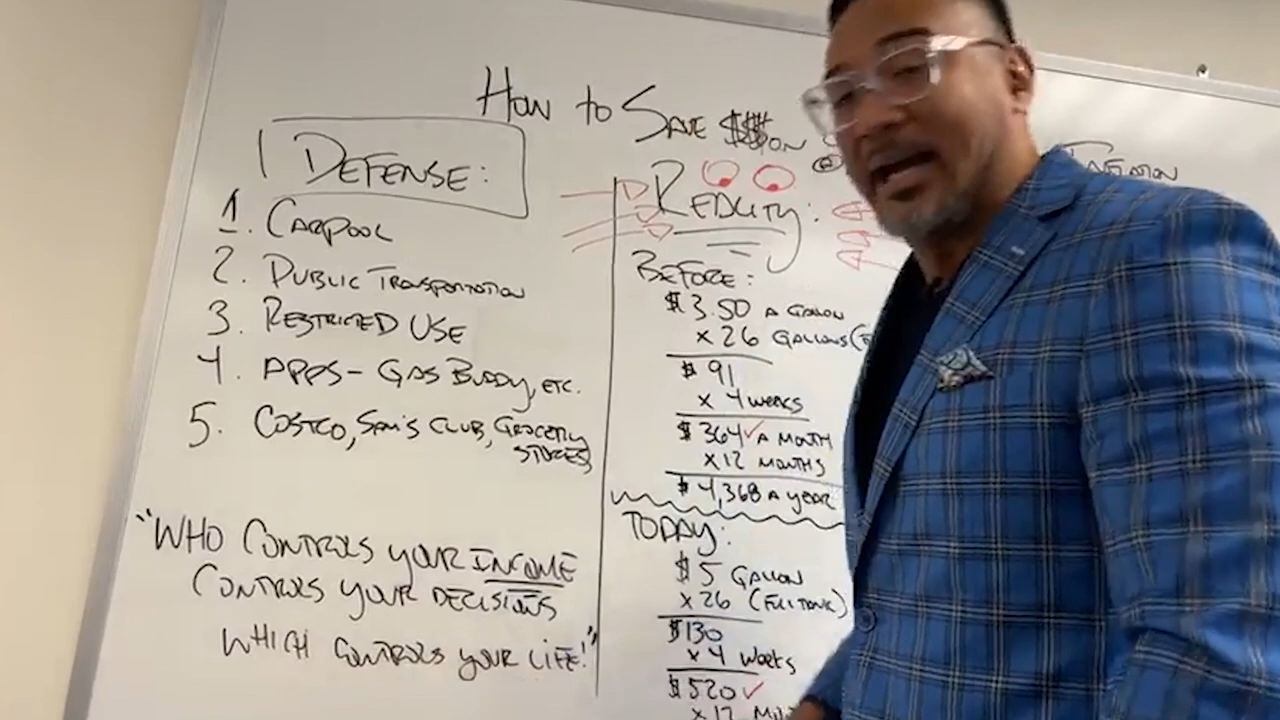 How to Save $$$ on
Inflation
1 Defense:
1. Carpool
2. Public Transportation
3. Restricted Use
4. Apps - Gas Buddy, etc.
5. Costco, Sam's Club, Grocery
Stores,
"Who controls your income
controls your decisions
which controls your life!"
Reality:
Before:
$3.50 a gallon
x 26 gallons
$91
x 4 weeks
$364 a month
x 12 months
$4,368 a year
Today:
$5 gallon
x 26 (full tank)
$130
x 4 weeks
$520
x 12